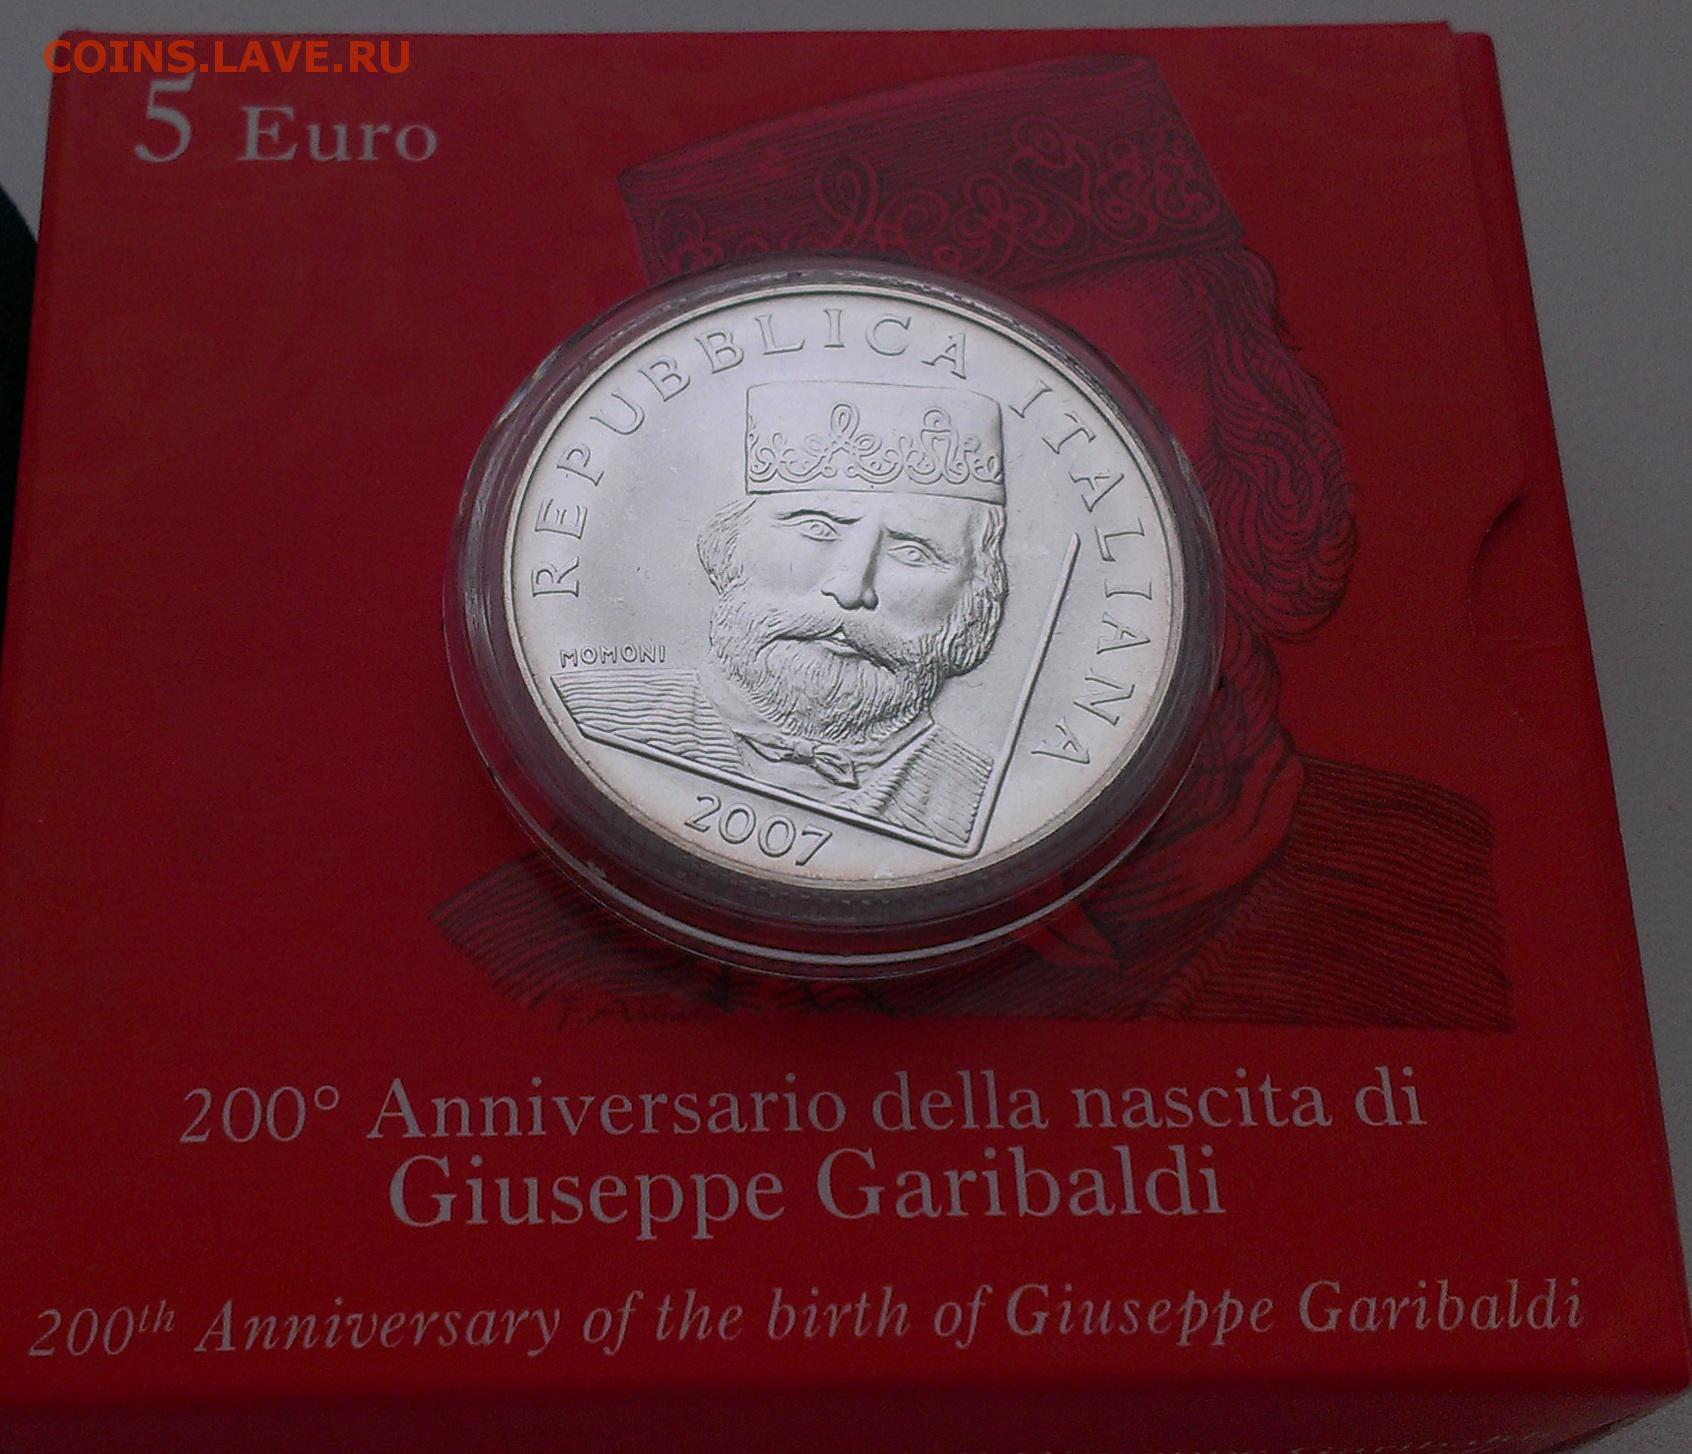 COINS.LAVE.RU
5 Euro
REPUBBLICA ITALIANA
MOMONI
2007
200° Anniversario della nascita di
Giuseppe Garibaldi
200th Anniversary of the birth of Giuseppe Garibaldi